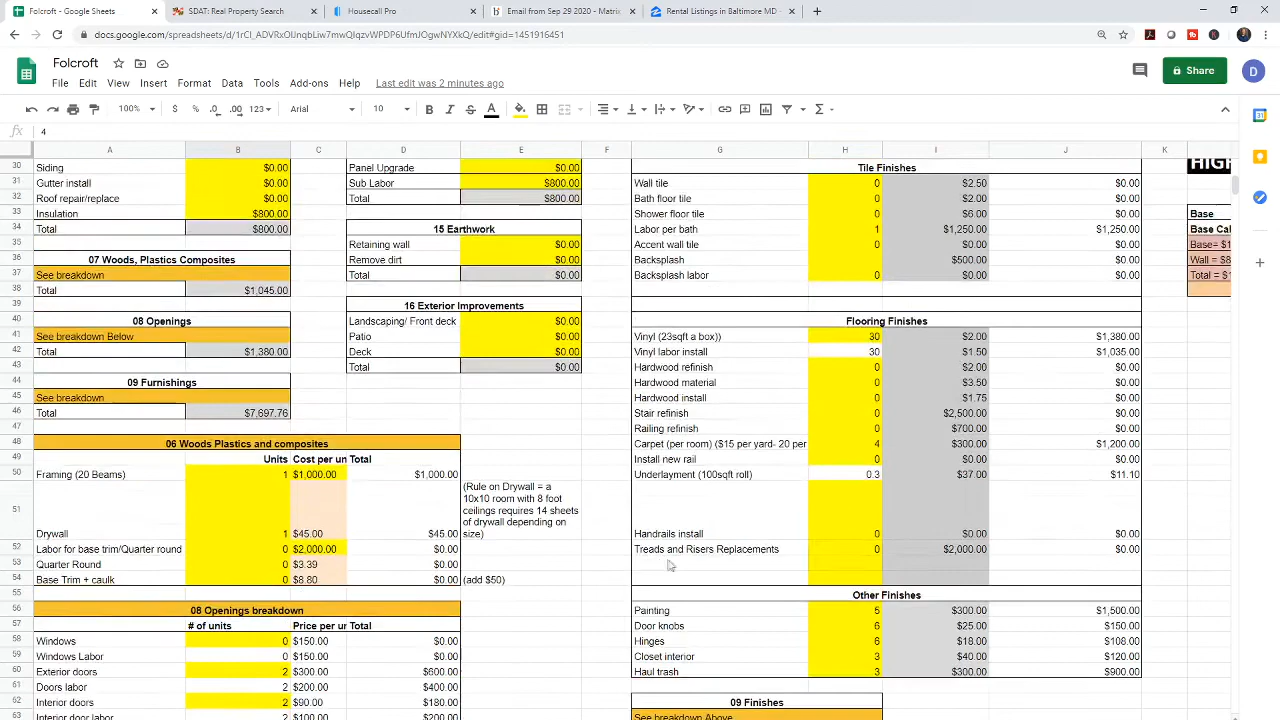 Folcroft - Google Sheets × SDAT: Real Property Search × Housecall Pro × Email from Sep 29 2020 - Matrix × Rental Listings in Baltimore MD - × +
Folcroft
File Edit View Insert Format Data Tools Add-ons Help Last edit was 2 minutes ago Share D
100% $ % .0 .00 123 Arial 10 B I S A
fx 4
A B C D E F G H I J K
30 Siding $0.00 Panel Upgrade $0.00 Tile Finishes HIGH
31 Gutter install $0.00 Sub Labor $800.00 Wall tile 0 $2.50 $0.00
32 Roof repair/replace $0.00 Total $800.00 Bath floor tile 0 $2.00 $0.00
33 Insulation $800.00 Shower floor tile 0 $6.00 $0.00 Base
34 Total $800.00 15 Earthwork Labor per bath 1 $1,250.00 $1,250.00 Base Cal
35 Retaining wall $0.00 Accent wall tile 0 $2.50 $0.00 Base= $1
36 07 Woods, Plastics Composites Remove dirt $0.00 Backsplash $500.00 $0.00 Wall = $8
37 See breakdown Total $0.00 Backsplash labor 0 $0.00 $0.00 Total = $1
38 Total $1,045.00
39 16 Exterior Improvements
40 08 Openings Landscaping/ Front deck $0.00 Flooring Finishes
41 See breakdown Below Patio $0.00 Vinyl (23sqft a box)) 30 $2.00 $1,380.00
42 Total $1,380.00 Deck $0.00 Vinyl labor install 30 $1.50 $1,035.00
43 Total $0.00 Hardwood refinish 0 $2.00 $0.00
44 09 Furnishings Hardwood material 0 $3.50 $0.00
45 See breakdown Hardwood install 0 $1.75 $0.00
46 Total $7,697.76 Stair refinish 0 $2,500.00 $0.00
47 Railing refinish 0 $700.00 $0.00
48 06 Woods Plastics and composites Carpet (per room) ($15 per yard- 20 per 4 $300.00 $1,200.00
49 Units Cost per un Total Install new rail 0 $0.00 $0.00
50 Framing (20 Beams) 1 $1,000.00 $1,000.00 Underlayment (100sqft roll) 0.3 $37.00 $11.10
(Rule on Drywall = a
10x10 room with 8 foot
51 ceilings requires 14 sheets
of drywall depending on
Drywall 1 $45.00 $45.00 size) Handrails install 0 $0.00 $0.00
52 Labor for base trim/Quarter round 0 $2,000.00 $0.00 Treads and Risers Replacements 0 $2,000.00 $0.00
53 Quarter Round 0 $3.39 $0.00
54 Base Trim + caulk 0 $8.80 $0.00 (add $50)
55 Other Finishes
56 08 Openings breakdown Painting 5 $300.00 $1,500.00
57 # of units Price per un Total Door knobs 6 $25.00 $150.00
58 Windows 0 $150.00 $0.00 Hinges 6 $18.00 $108.00
59 Windows Labor 0 $150.00 $0.00 Closet interior 3 $40.00 $120.00
60 Exterior doors 2 $300.00 $600.00 Haul trash 3 $300.00 $900.00
61 Doors labor 2 $200.00 $400.00
62 Interior doors 2 $90.00 $180.00 09 Finishes
63 Interior door labor 2 $100.00 $200.00 See breakdown Above